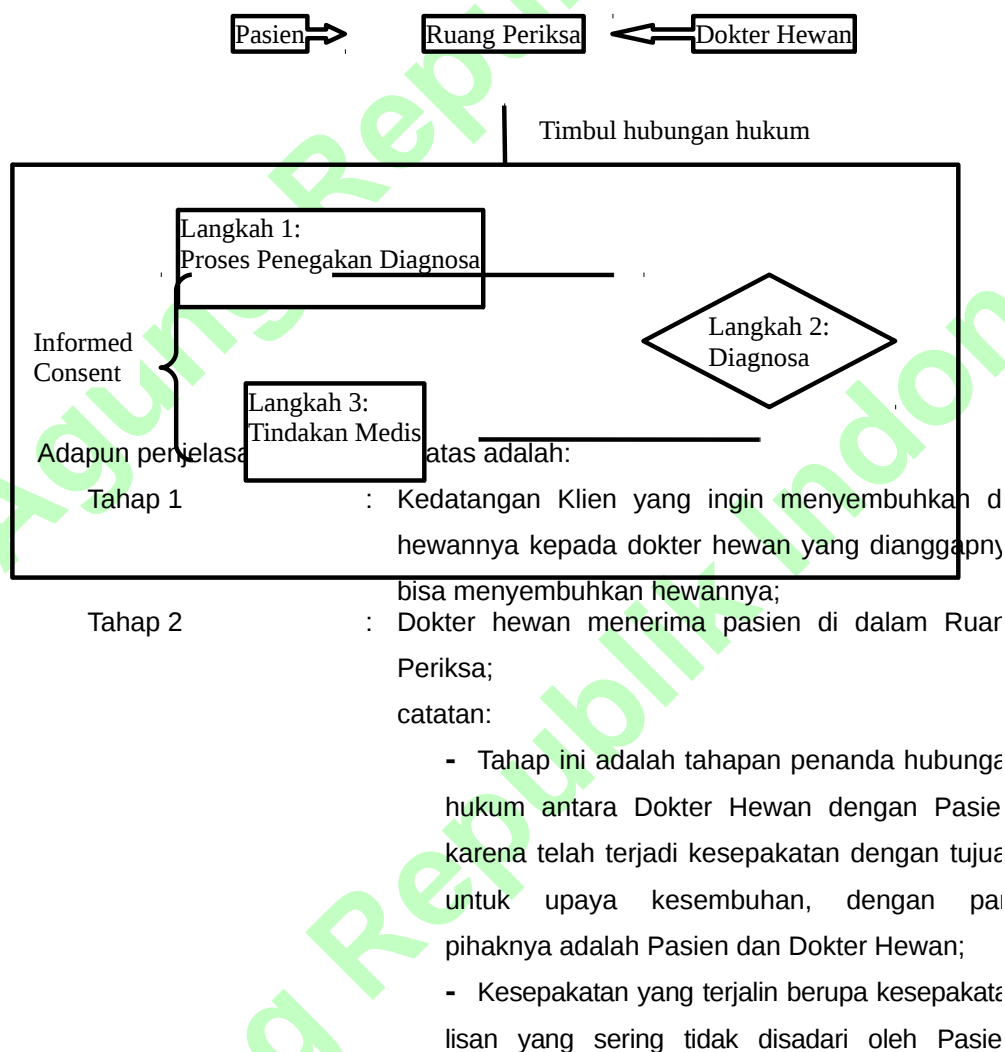 Pasien Ruang Periksa Dokter Hewan
Timbul hubungan hukum
Langkah 1:
Proses Penegakan Diagnosa
Informed
Consent
Langkah 2:
Diagnosa
Langkah 3:
Tindakan Medis
Adapun penjelasa atas adalah:
Tahap 1 : Kedatangan Klien yang ingin menyembuhkan d
hewannya kepada dokter hewan yang dianggapny
bisa menyembuhkan hewannya;
Tahap 2 : Dokter hewan menerima pasien di dalam Ruan
Periksa;
catatan:
- Tahap ini adalah tahapan penanda hubunga
hukum antara Dokter Hewan dengan Pasie
karena telah terjadi kesepakatan dengan tujua
untuk upaya kesembuhan, dengan par
pihaknya adalah Pasien dan Dokter Hewan;
- Kesepakatan yang terjalin berupa kesepakata
lisan yang sering tidak disadari oleh Pasie
Agung Repu
Republik Indon